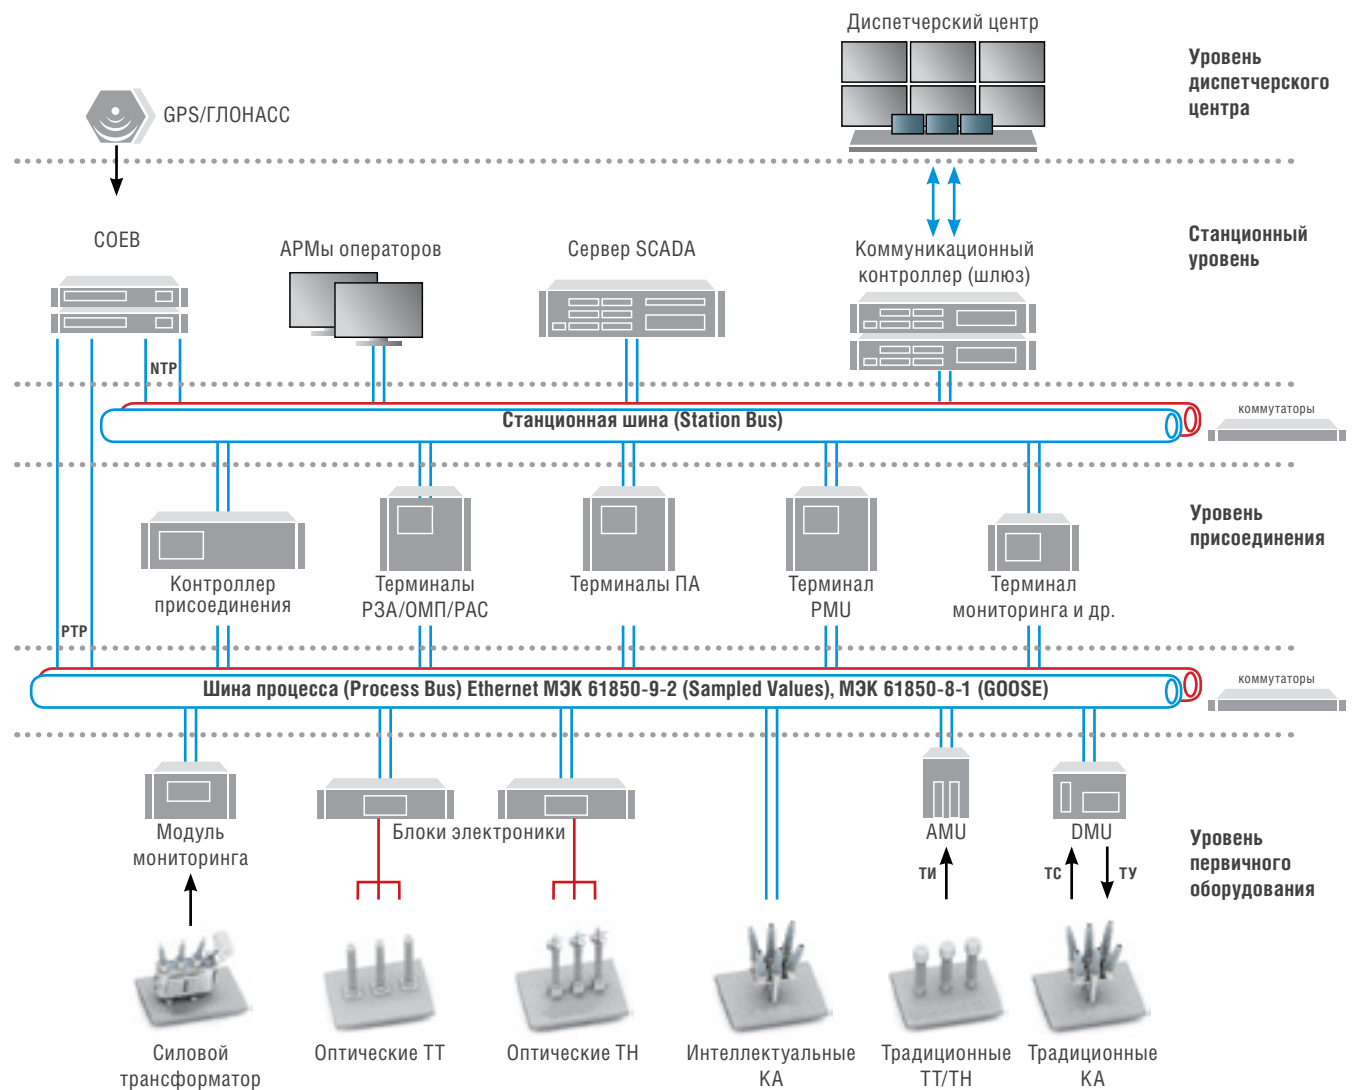 Диспетчерский центр
Уровень
диспетчерского
центра
GPS/ГЛОНАСС
СОЕВ
АРМы операторов
Сервер SCADA
Коммуникационный
контроллер (шлюз)
Станционный
уровень
NTP
Станционная шина (Station Bus)
коммутаторы
Контроллер
присоединения
Терминалы
РЗА/ОМП/РАС
Терминалы ПА
Терминал
PMU
Терминал
мониторинга и др.
Уровень
присоединения
PTP
Шина процесса (Process Bus) Ethernet МЭК 61850-9-2 (Sampled Values), МЭК 61850-8-1 (GOOSE)
коммутаторы
Модуль
мониторинга
Блоки электроники
AMU
DMU
ТИ
ТС
ТУ
Уровень
первичного
оборудования
Силовой
трансформатор
Оптические ТТ
Оптические ТН
Интеллектуальные
КА
Традиционные
ТТ/ТН
Традиционные
КА